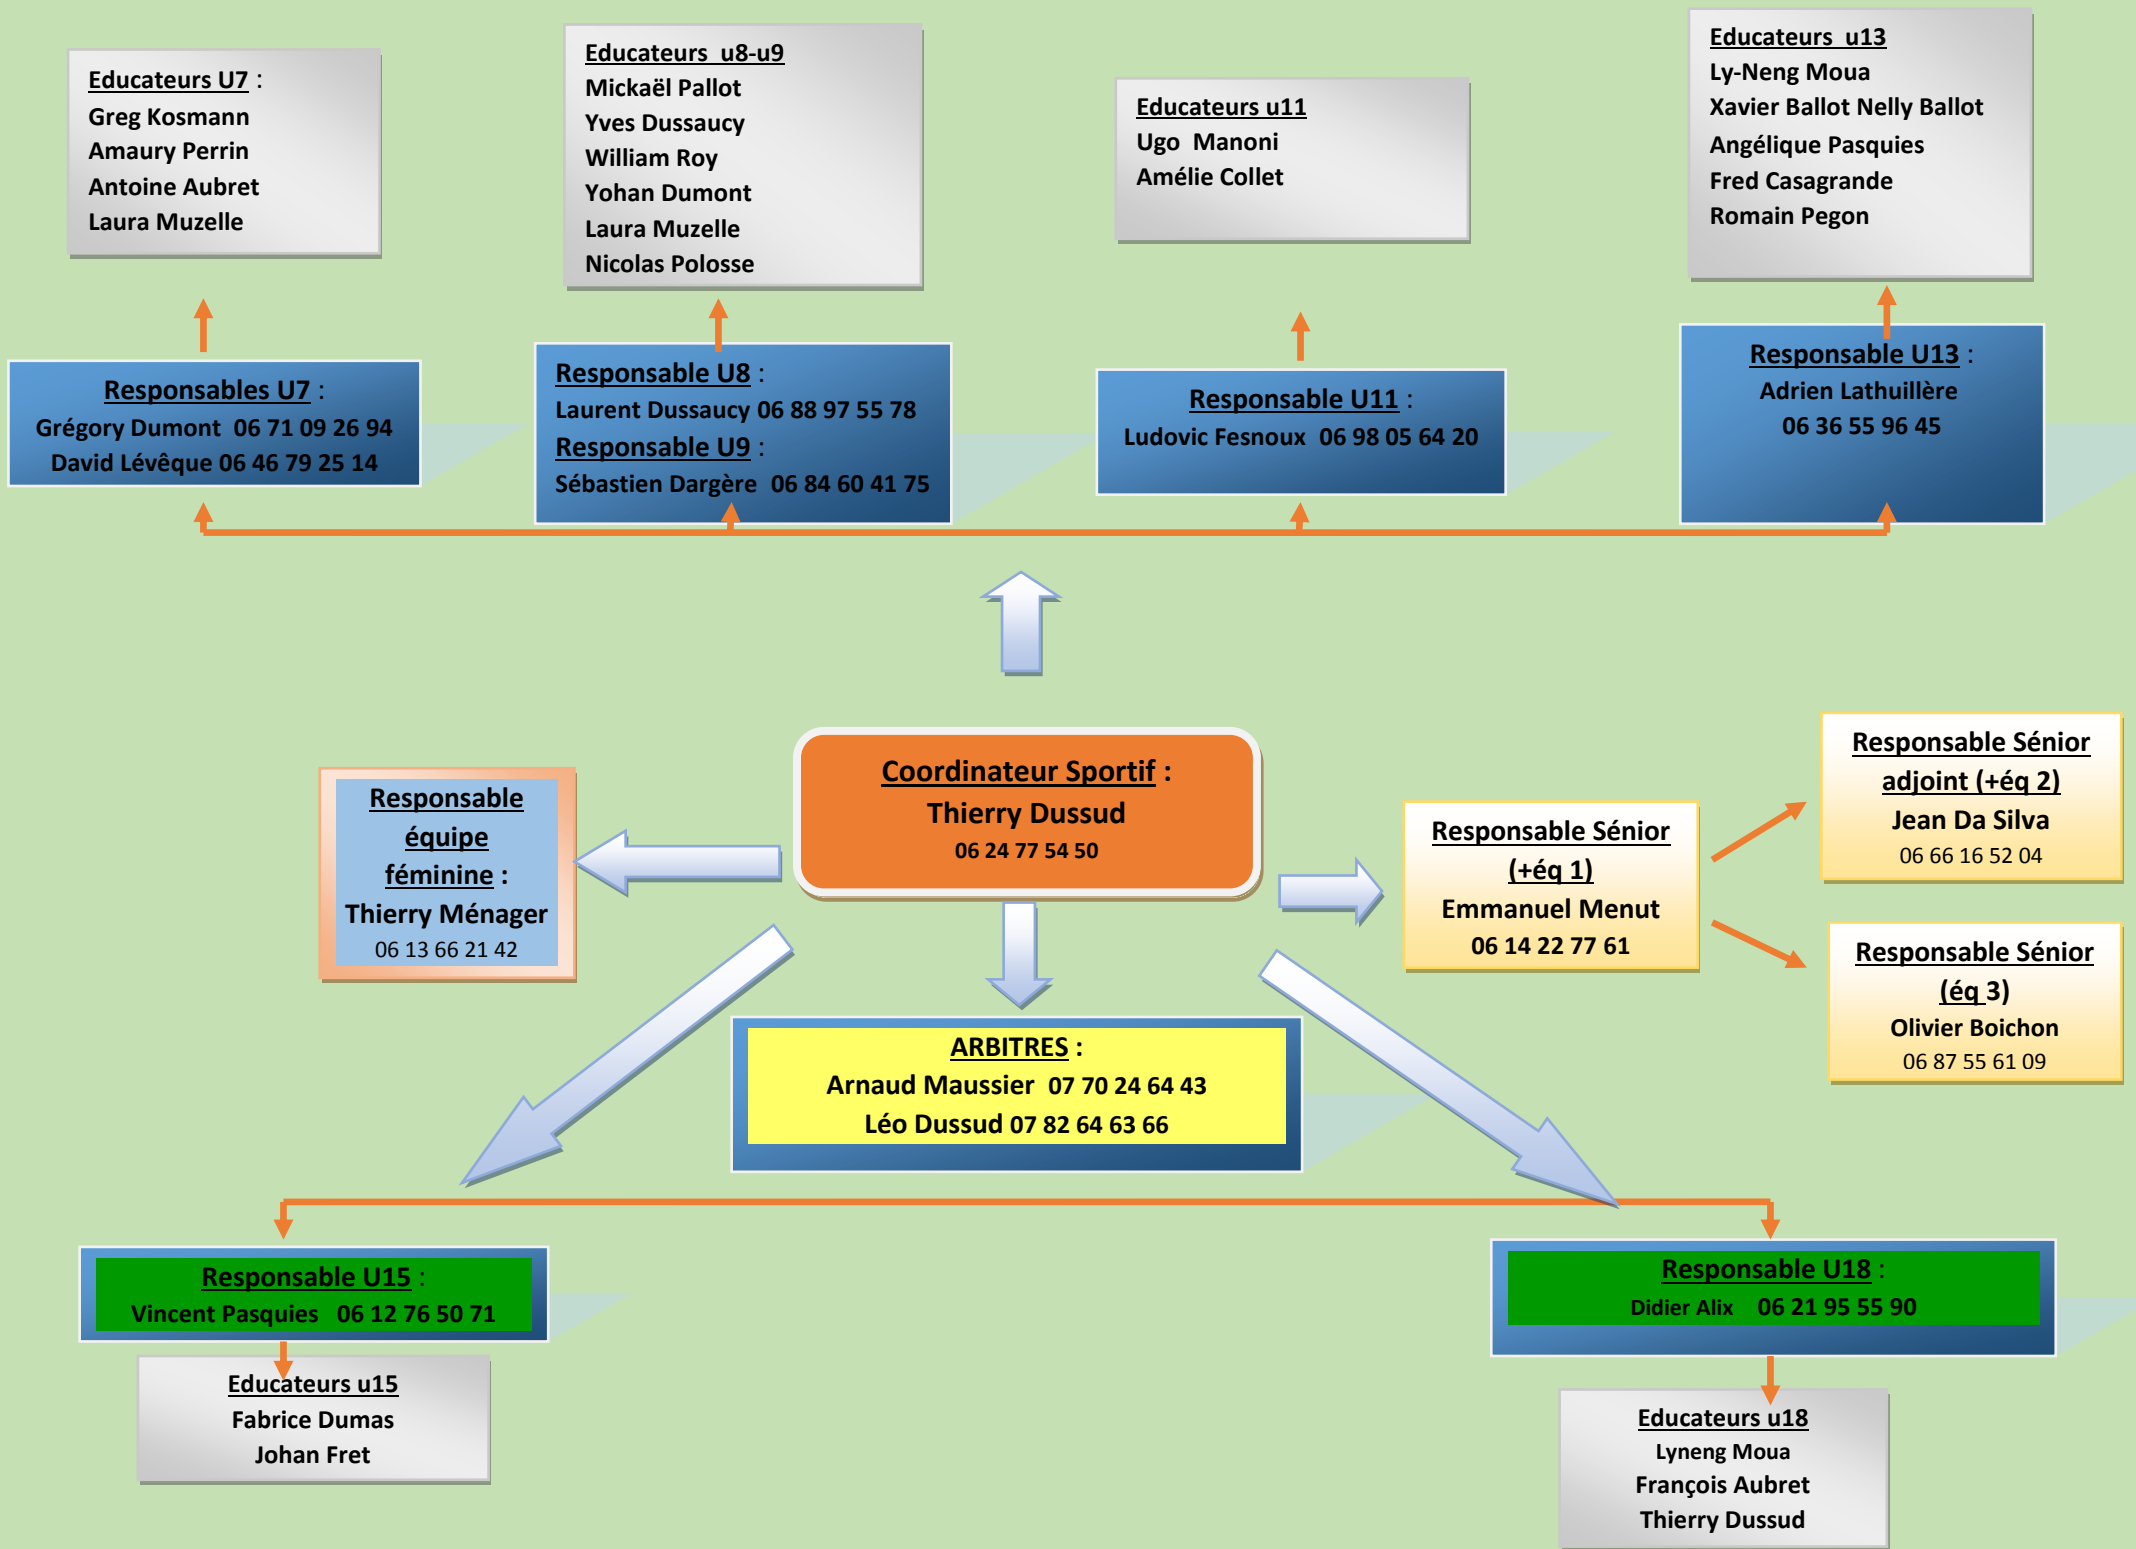 Educateurs U7 :
Greg Kosmann
Amaury Perrin
Antoine Aubret
Laura Muzelle
Educateurs u8-u9
Mickaël Pallot
Yves Dussaucy
William Roy
Yohan Dumont
Laura Muzelle
Nicolas Polosse
Educateurs u11
Ugo Manoni
Amélie Collet
Educateurs u13
Ly-Neng Moua
Xavier Ballot Nelly Ballot
Angélique Pasquies
Fred Casagrande
Romain Pegon
Responsables U7 :
Grégory Dumont 06 71 09 26 94
David Lévêque 06 46 79 25 14
Responsable U8 :
Laurent Dussaucy 06 88 97 55 78
Responsable U9 :
Sébastien Dargère 06 84 60 41 75
Responsable U11 :
Ludovic Fesnoux 06 98 05 64 20
Responsable U13 :
Adrien Lathuillère
06 36 55 96 45
Responsable
équipe
féminine :
Thierry Ménager
06 13 66 21 42
Coordinateur Sportif :
Thierry Dussud
06 24 77 54 50
Responsable Sénior
(+éq 1)
Emmanuel Menut
06 14 22 77 61
Responsable Sénior
adjoint (+éq 2)
Jean Da Silva
06 66 16 52 04
Responsable Sénior
(éq 3)
Olivier Boichon
06 87 55 61 09
ARBITRES :
Arnaud Maussier 07 70 24 64 43
Léo Dussud 07 82 64 63 66
Responsable U15 :
Vincent Pasquies 06 12 76 50 71
Responsable U18 :
Didier Alix 06 21 95 55 90
Educateurs u15
Fabrice Dumas
Johan Fret
Educateurs u18
Lyneng Moua
François Aubret
Thierry Dussud